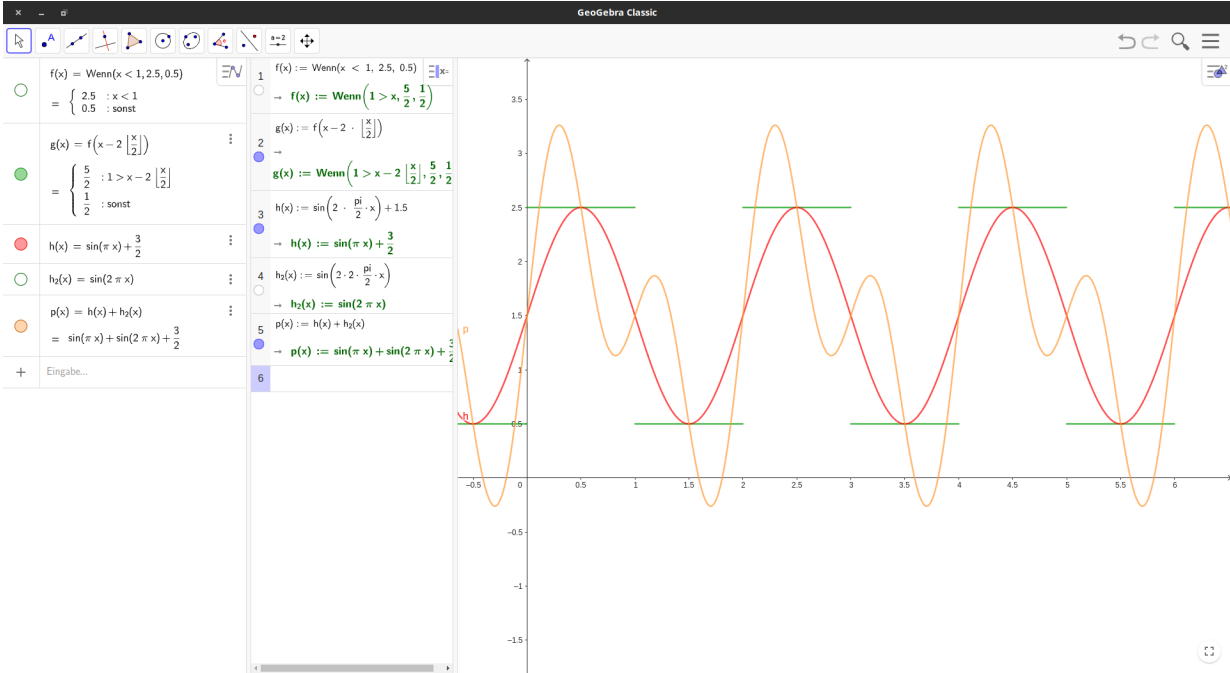 GeoGebra Classic
A
a=2
f(x) = Wenn(x < 1, 2.5, 0.5)
= { 2.5 : x < 1
0.5 : sonst
g(x) = f(x − 2 ⌊x/2⌋)
= { 5/2 : 1 > x − 2 ⌊x/2⌋
1/2 : sonst
h(x) = sin(π x) + 3/2
h₂(x) = sin(2 π x)
p(x) = h(x) + h₂(x)
= sin(π x) + sin(2 π x) + 3/2
+ Eingabe...
1
f(x) := Wenn(x < 1, 2.5, 0.5)
→ f(x) := Wenn(1 > x, 5/2, 1/2)
2
g(x) := f(x − 2 · ⌊x/2⌋)
→
g(x) := Wenn(1 > x − 2 ⌊x/2⌋, 5/2, 1/2
3
h(x) := sin(2 · pi/2 · x) + 1.5
→ h(x) := sin(π x) + 3/2
4
h₂(x) := sin(2·2· pi/2 ·x)
→ h₂(x) := sin(2 π x)
5
p(x) := h(x) + h₂(x)
→ p(x) := sin(π x) + sin(2 π x) + 3/2
6
x=
3.5
3
2.5
2
1.5
1
0.5
−0.5
−1
−1.5
p
h
−0.5 0 0.5 1 1.5 2 2.5 3 3.5 4 4.5 5 5.5 6